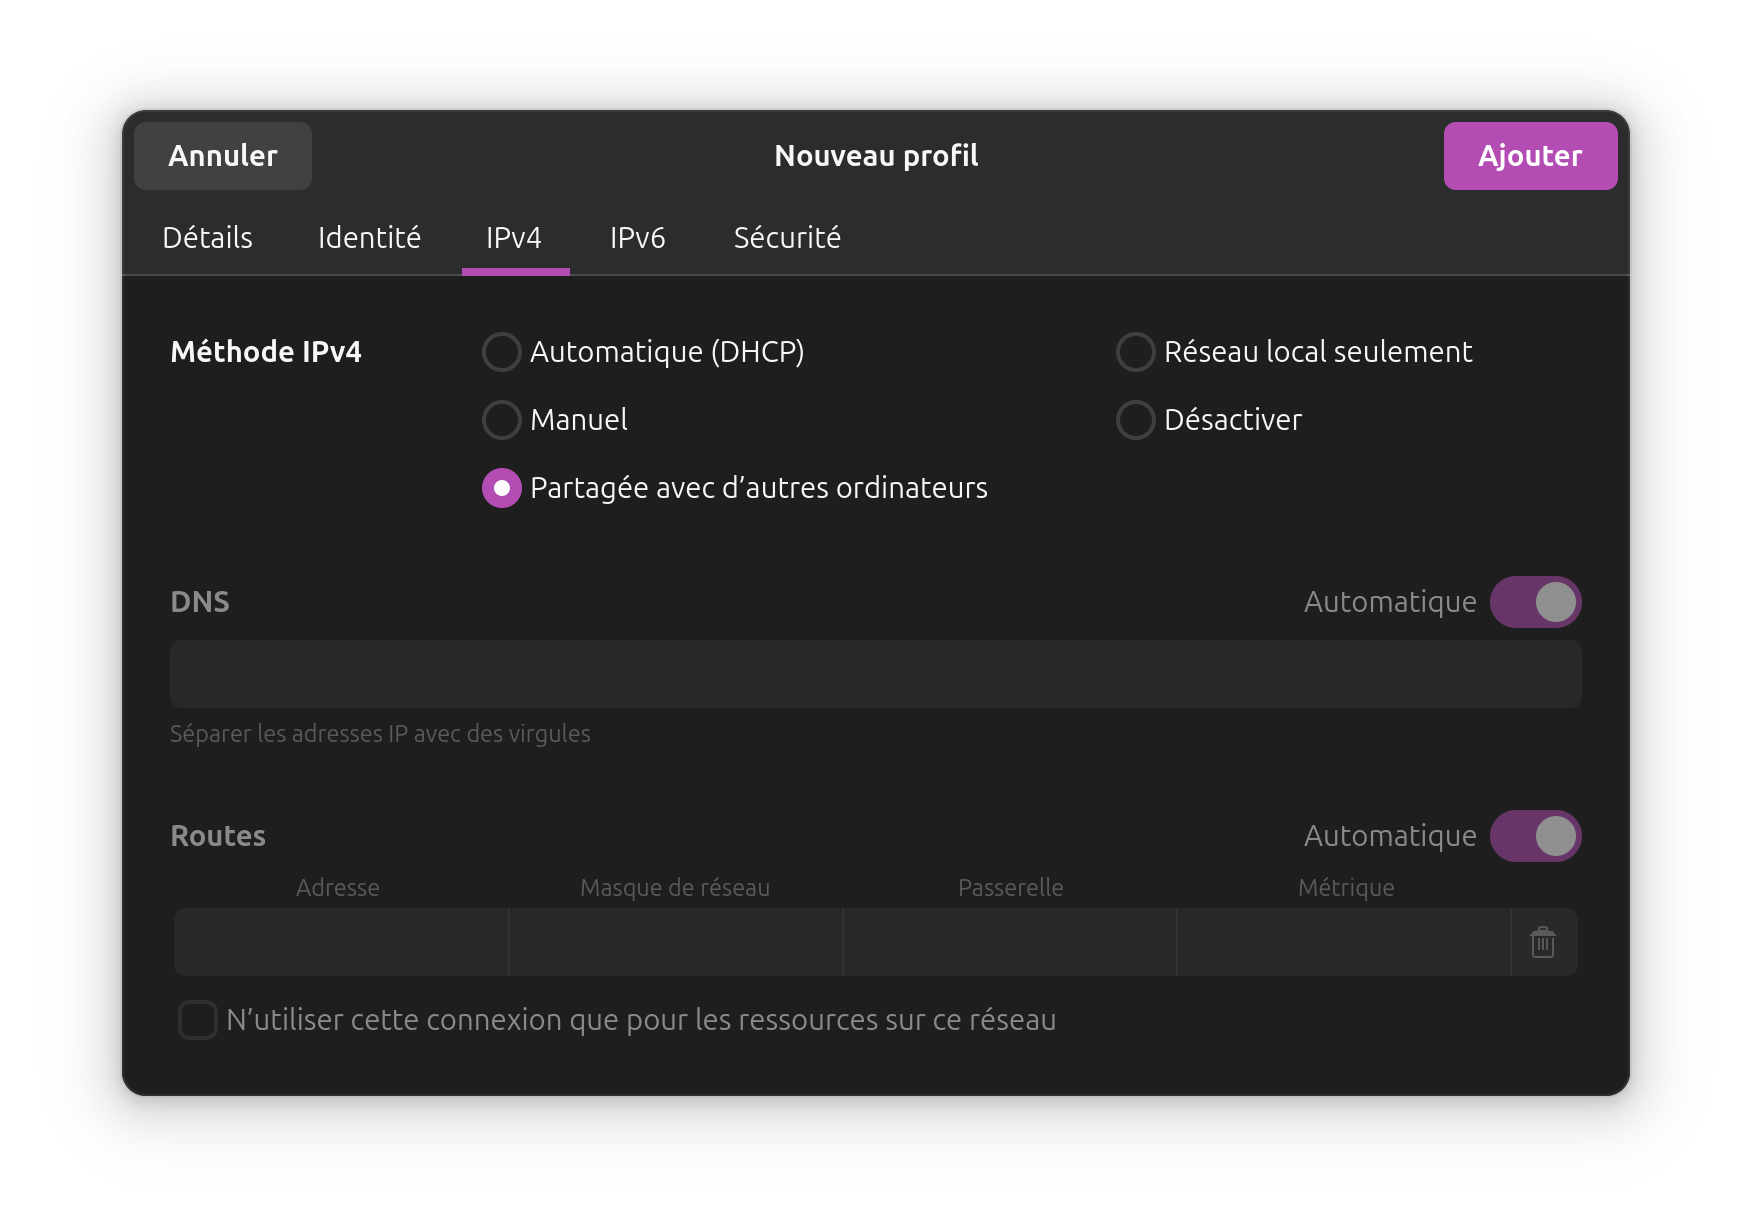 Annuler
Nouveau profil
Ajouter
Détails
Identité
IPv4
IPv6
Sécurité
Méthode IPv4
Automatique (DHCP)
Réseau local seulement
Manuel
Désactiver
Partagée avec d’autres ordinateurs
DNS
Automatique
Séparer les adresses IP avec des virgules
Routes
Automatique
Adresse
Masque de réseau
Passerelle
Métrique
N’utiliser cette connexion que pour les ressources sur ce réseau